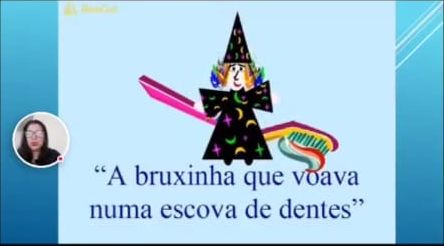 “A bruxinha que voava
numa escova de dentes”